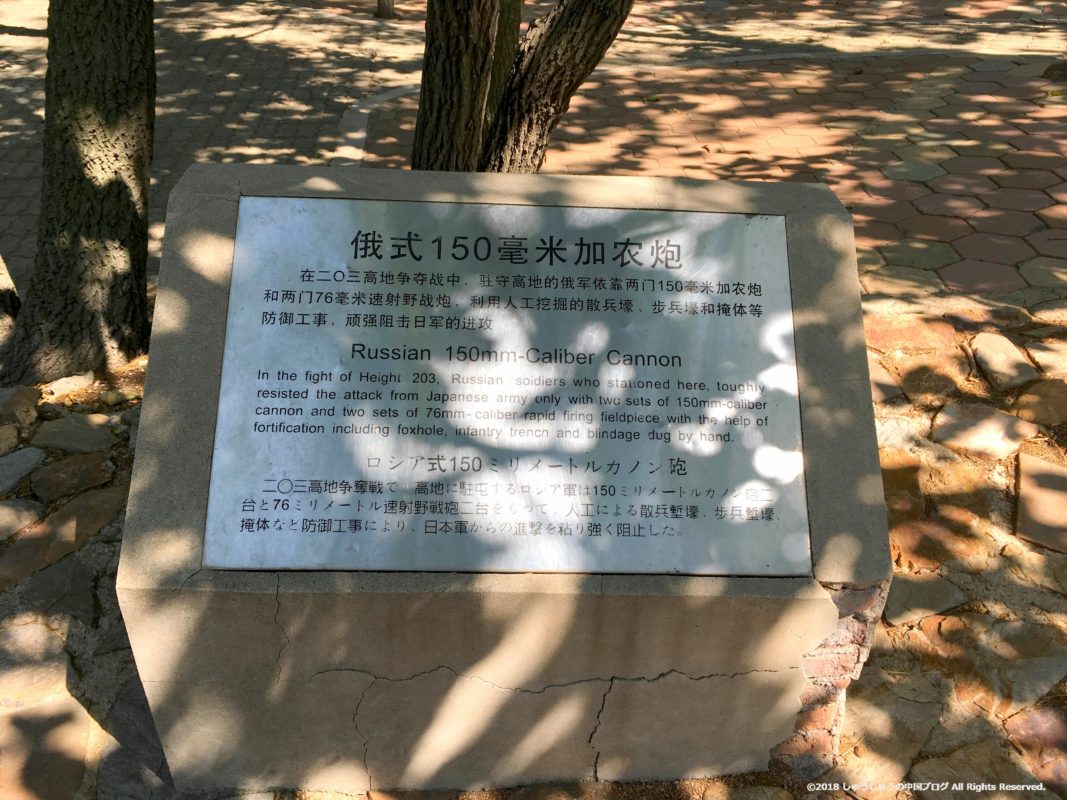 俄式150毫米加农炮
在二〇三高地争夺战中，驻守高地的俄军依靠两门150毫米加农炮
和两门76毫米速射野战炮，利用人工挖掘的散兵壕、步兵壕和掩体等
防御工事，顽强阻击日军的进攻
Russian 150mm-Caliber Cannon
In the fight of Height 203, Russian soldiers who stationed here, toughly
resisted the attack from Japanese army only with two sets of 150mm-caliber
cannon and two sets of 76mm-caliber rapid firing fieldpiece with the help of
fortification including foxhole, infantry trench and blindage dug by hand.
ロシア式150ミリメートルカノン砲
二〇三高地争奪戦で、高地に駐屯するロシア軍は150ミリメートルカノン砲二
台と76ミリメートル速射野戦砲二台をもって、人工による散兵塹壕、歩兵塹壕、
掩体なと防御工事により、日本軍からの進撃を粘り強く阻止した。
©2018 しゅうしゅうの中国ブログ All Rights Reserved.